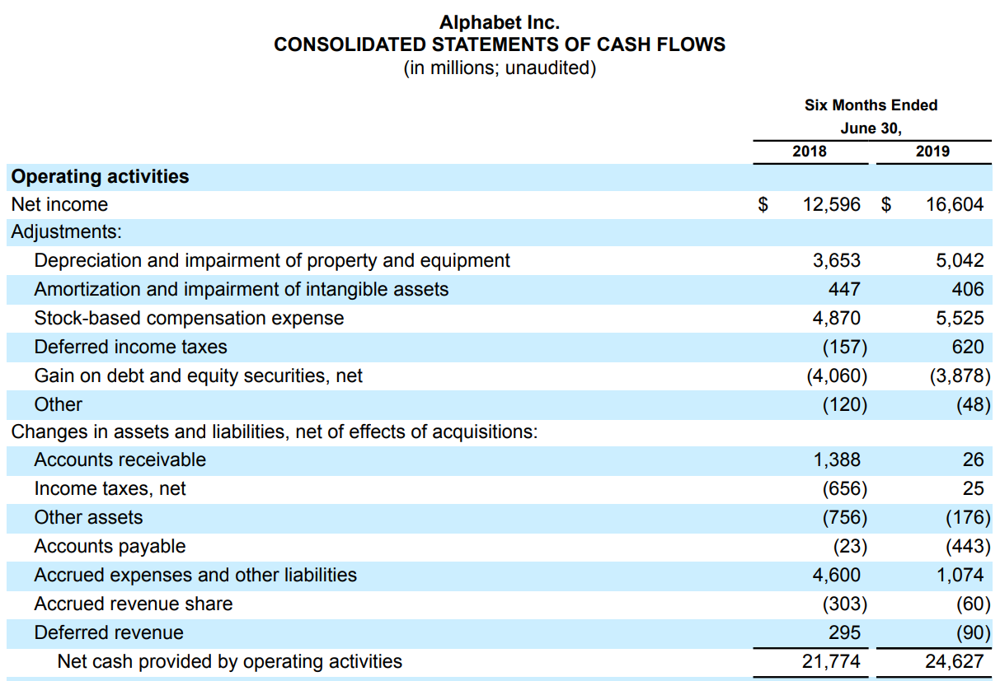 Alphabet Inc.
CONSOLIDATED STATEMENTS OF CASH FLOWS
(in millions; unaudited)
Six Months Ended
June 30,
2018 2019
Operating activities
Net income $ 12,596 $ 16,604
Adjustments:
Depreciation and impairment of property and equipment 3,653 5,042
Amortization and impairment of intangible assets 447 406
Stock-based compensation expense 4,870 5,525
Deferred income taxes (157) 620
Gain on debt and equity securities, net (4,060) (3,878)
Other (120) (48)
Changes in assets and liabilities, net of effects of acquisitions:
Accounts receivable 1,388 26
Income taxes, net (656) 25
Other assets (756) (176)
Accounts payable (23) (443)
Accrued expenses and other liabilities 4,600 1,074
Accrued revenue share (303) (60)
Deferred revenue 295 (90)
Net cash provided by operating activities 21,774 24,627